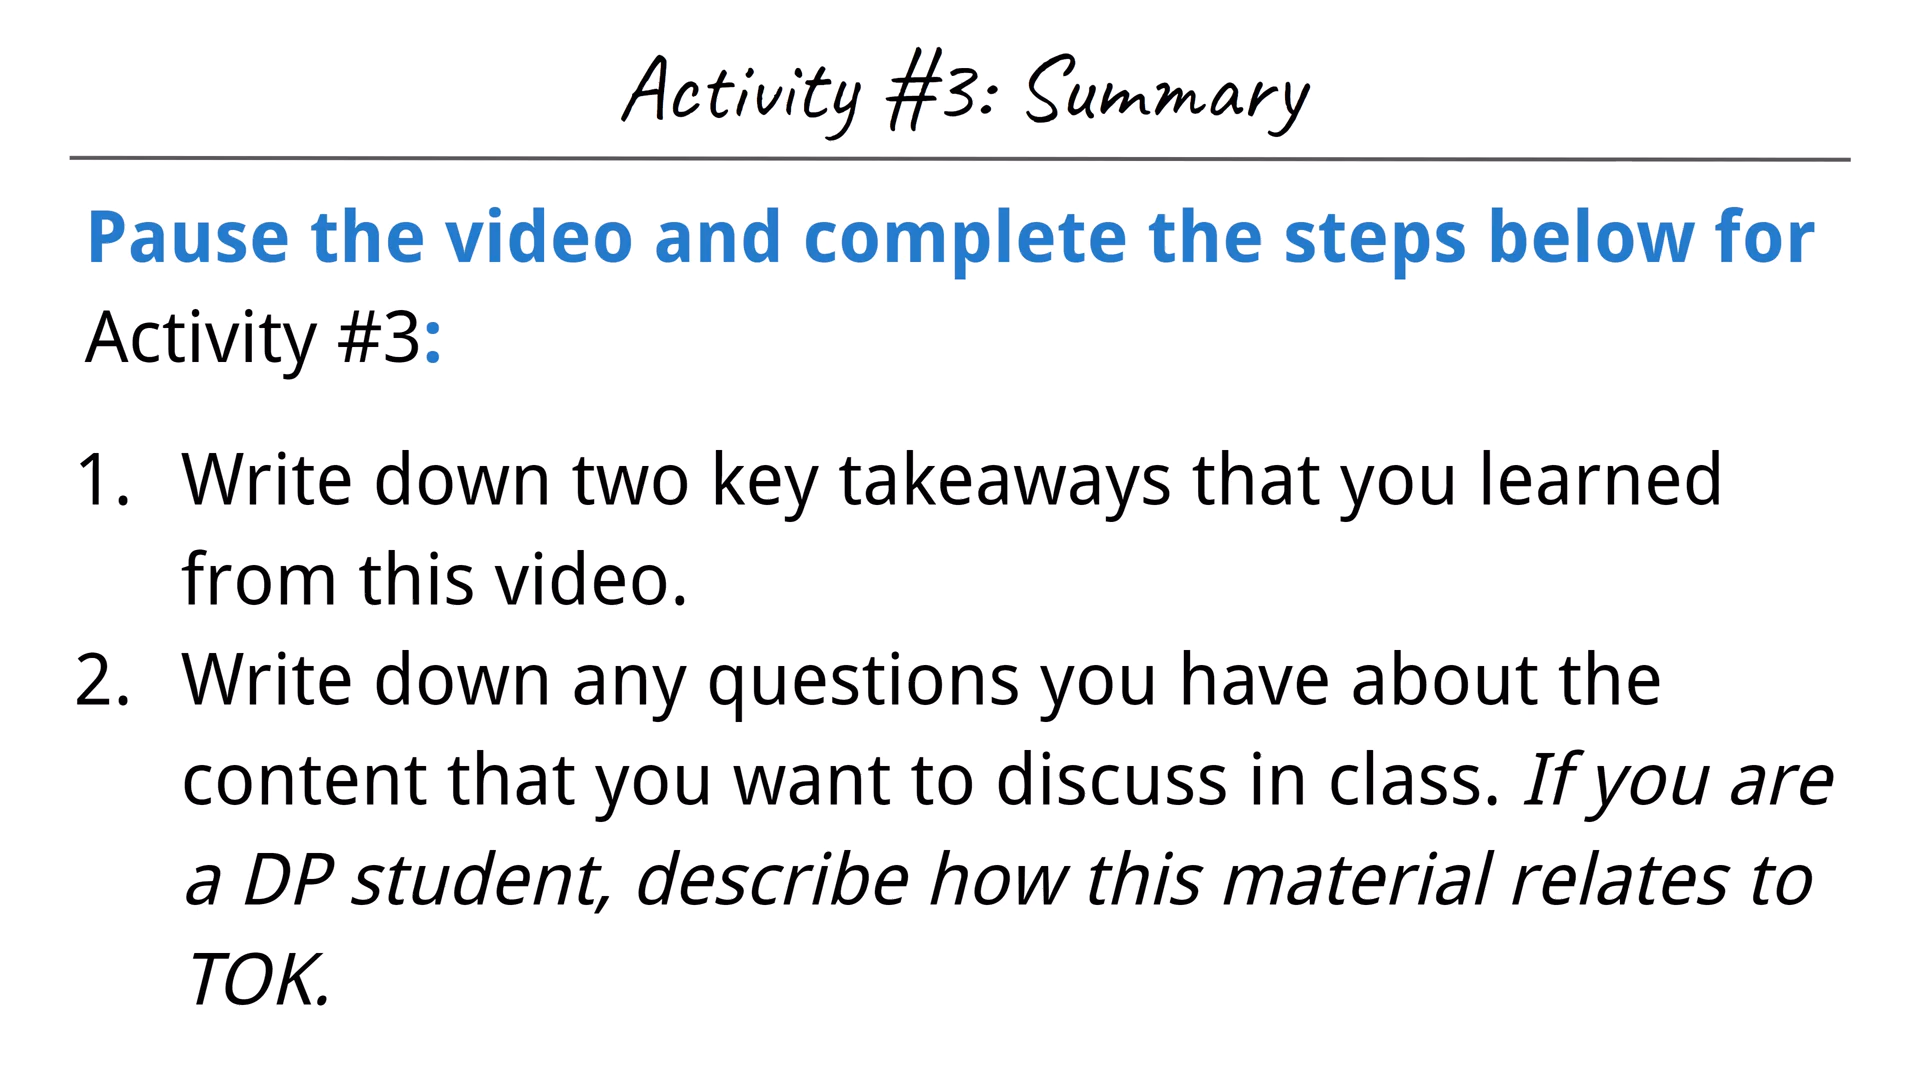 Activity #3: Summary
Pause the video and complete the steps below for
Activity #3:
1. Write down two key takeaways that you learned
from this video.
2. Write down any questions you have about the
content that you want to discuss in class. If you are
a DP student, describe how this material relates to
TOK.